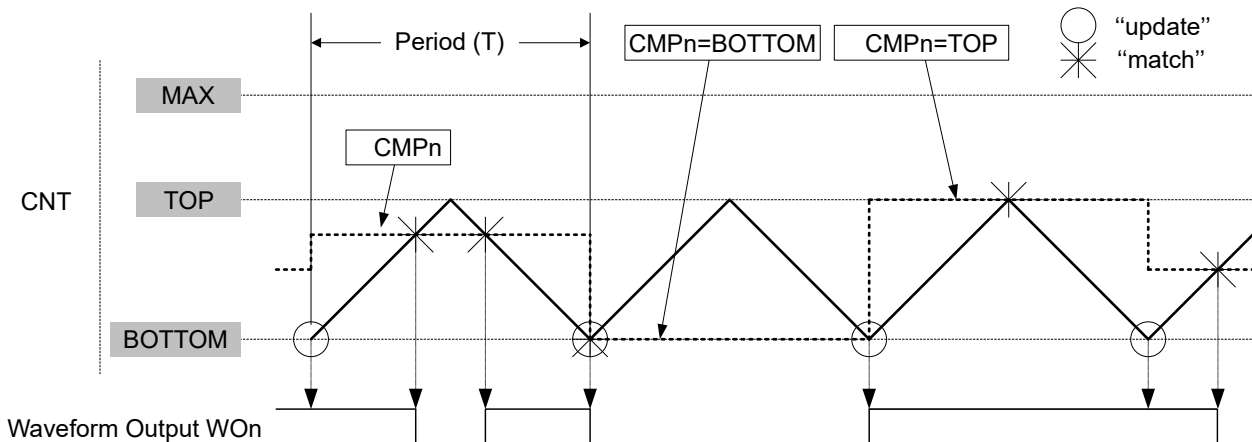 Period (T)
CMPn=BOTTOM
CMPn=TOP
“update”
“match”
MAX
CMPn
CNT
TOP
BOTTOM
Waveform Output WOn